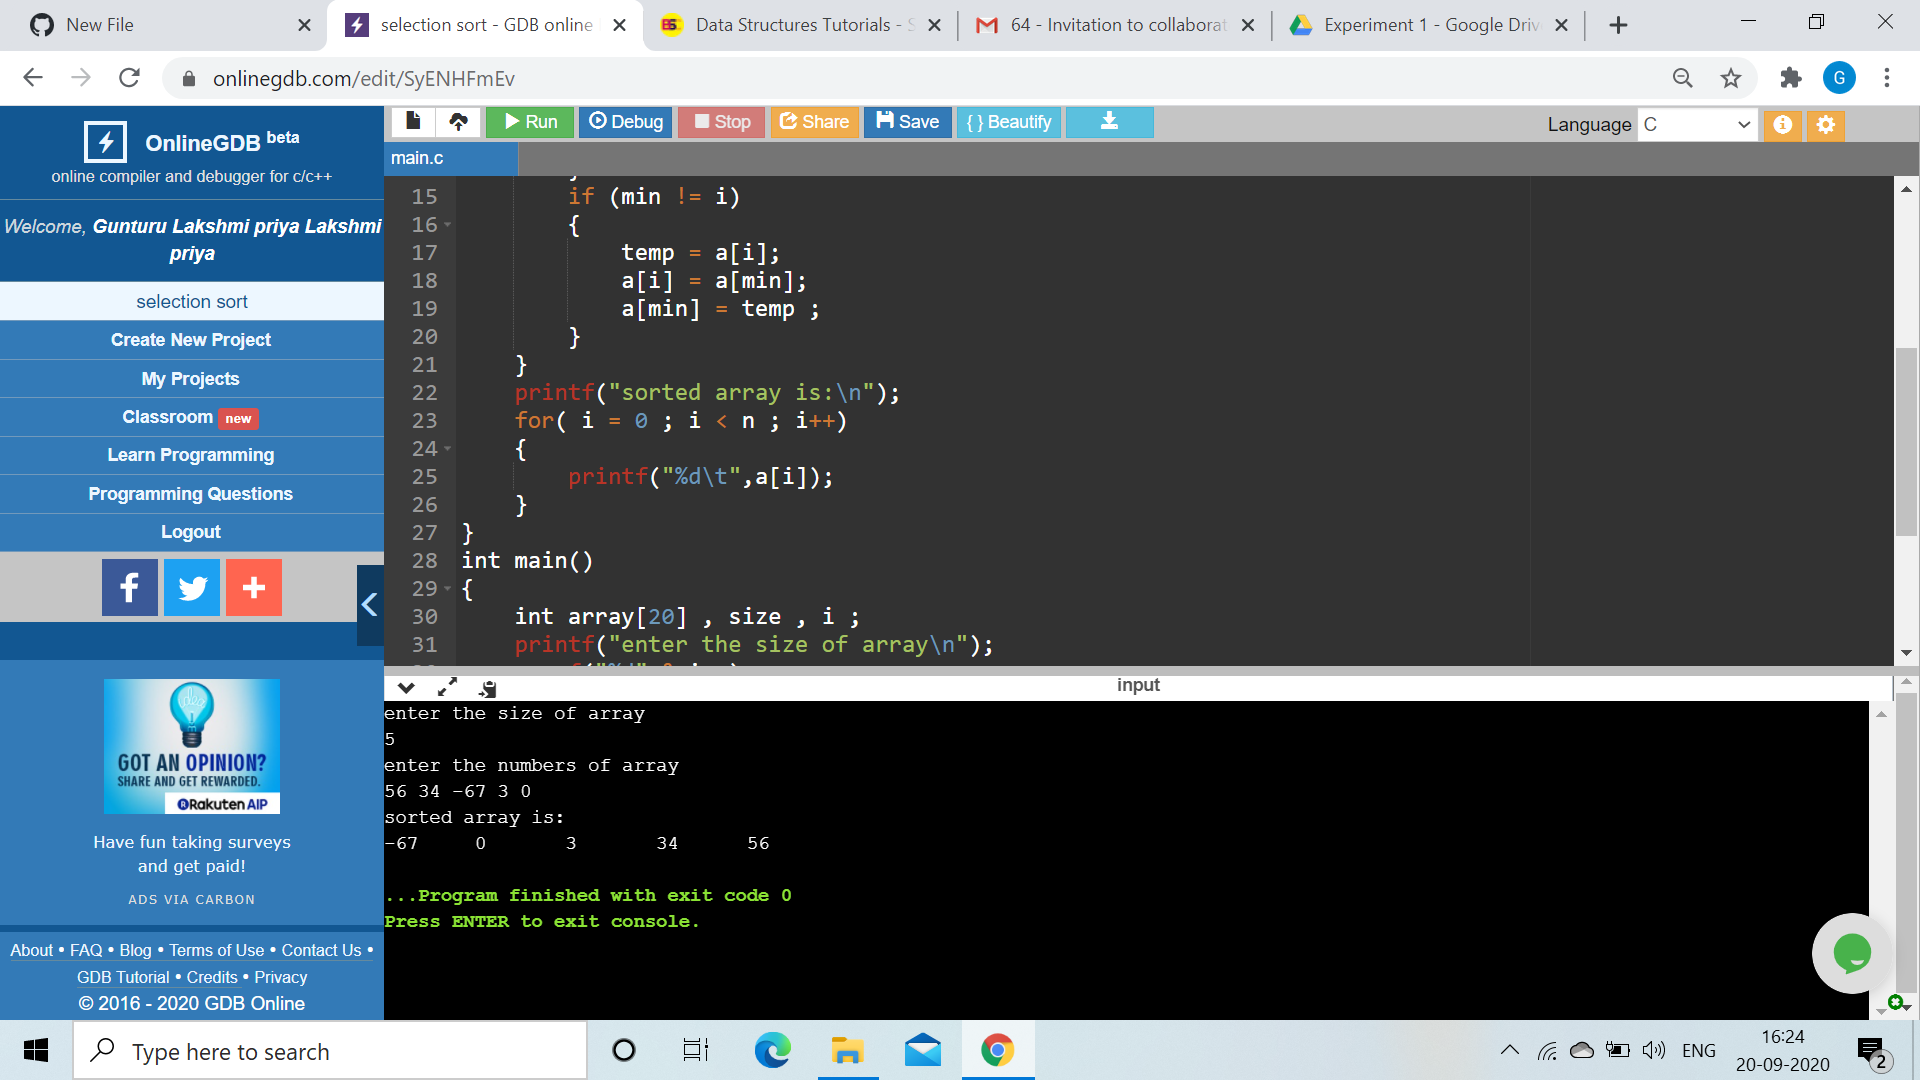 New File
selection sort - GDB online
Data Structures Tutorials - S
64 - Invitation to collaborat
Experiment 1 - Google Driv
onlinegdb.com/edit/SyENHFmEv
G
OnlineGDB beta
online compiler and debugger for c/c++
Welcome, Gunturu Lakshmi priya Lakshmi
priya
selection sort
Create New Project
My Projects
Classroom new
Learn Programming
Programming Questions
Logout
GOT AN OPINION?
SHARE AND GET REWARDED.
Rakuten AIP
Have fun taking surveys
and get paid!
ADS VIA CARBON
About • FAQ • Blog • Terms of Use • Contact Us •
GDB Tutorial • Credits • Privacy
© 2016 - 2020 GDB Online
Run Debug Stop Share Save { } Beautify
Language C
main.c
15 if (min != i)
16 {
17 temp = a[i];
18 a[i] = a[min];
19 a[min] = temp ;
20 }
21 }
22 printf("sorted array is:\n");
23 for( i = 0 ; i < n ; i++)
24 {
25 printf("%d\t",a[i]);
26 }
27 }
28 int main()
29 {
30 int array[20] , size , i ;
31 printf("enter the size of array\n");
input
enter the size of array
5
enter the numbers of array
56 34 -67 3 0
sorted array is:
-67 0 3 34 56
...Program finished with exit code 0
Press ENTER to exit console.
Type here to search
ENG
16:24
20-09-2020
2